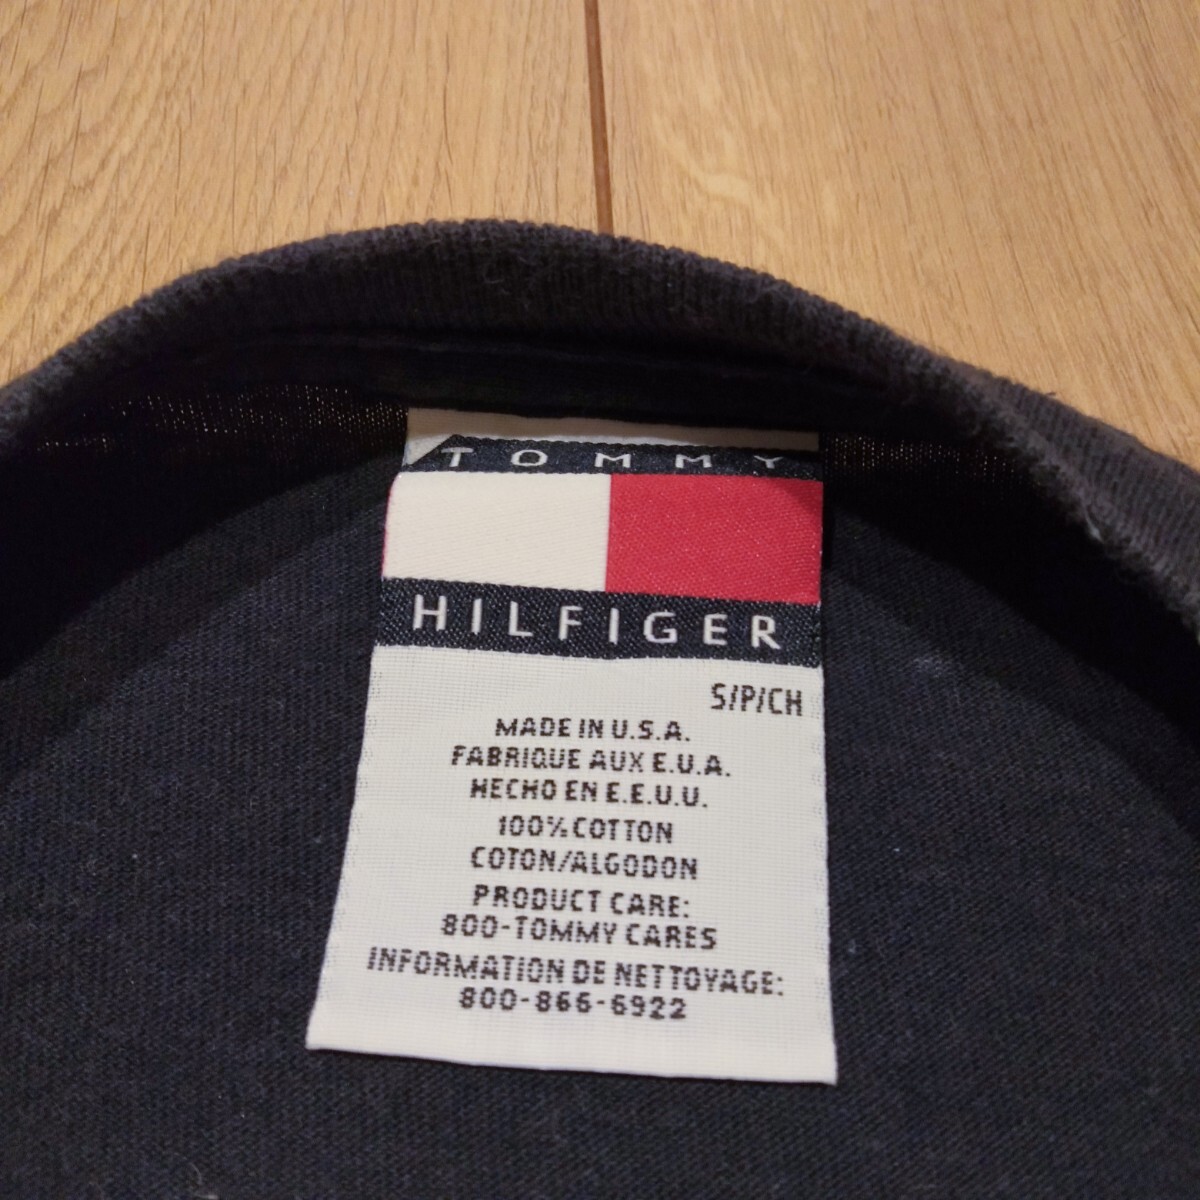 TOMMY
HILFIGER
S/P/CH
MADE IN U.S.A.
FABRIQUE AUX E.U.A.
HECHO EN E.E.U.U.
100% COTTON
COTON/ALGODON
PRODUCT CARE:
800-TOMMY CARES
INFORMATION DE NETTOYAGE:
800-866-6922